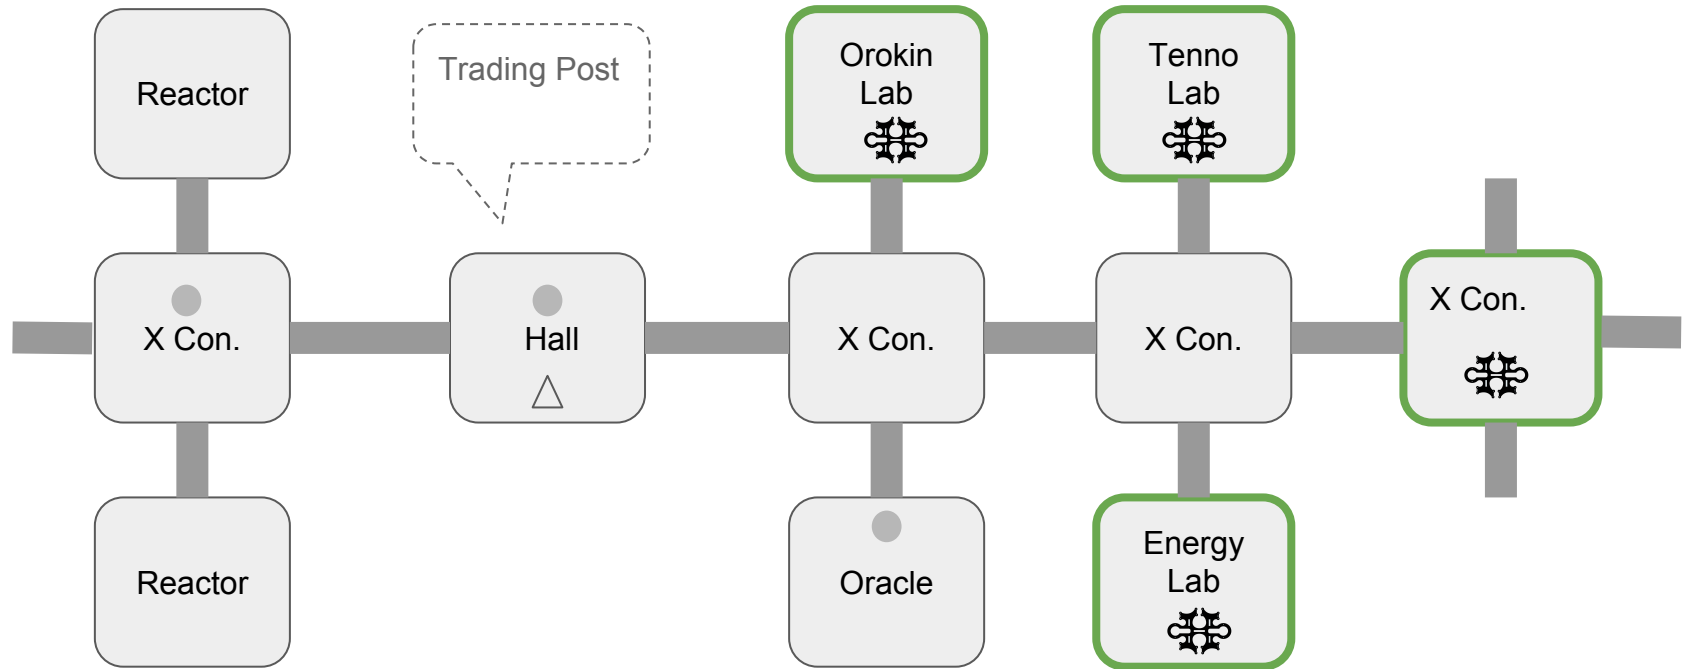 Reactor
Trading Post
Orokin
Lab
Tenno
Lab
X Con.
Hall
X Con.
X Con.
X Con.
Reactor
Oracle
Energy
Lab